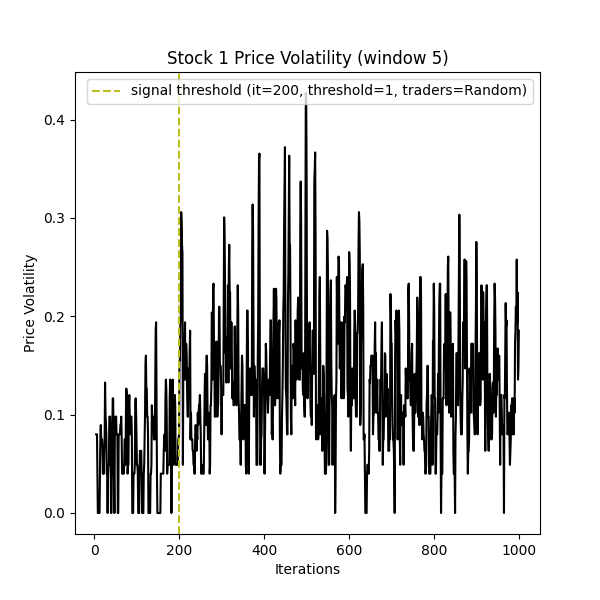 Stock 1 Price Volatility (window 5)
signal threshold (it=200, threshold=1, traders=Random)
0.4
0.3
0.2
0.1
0.0
Price Volatility
0 200 400 600 800 1000
Iterations